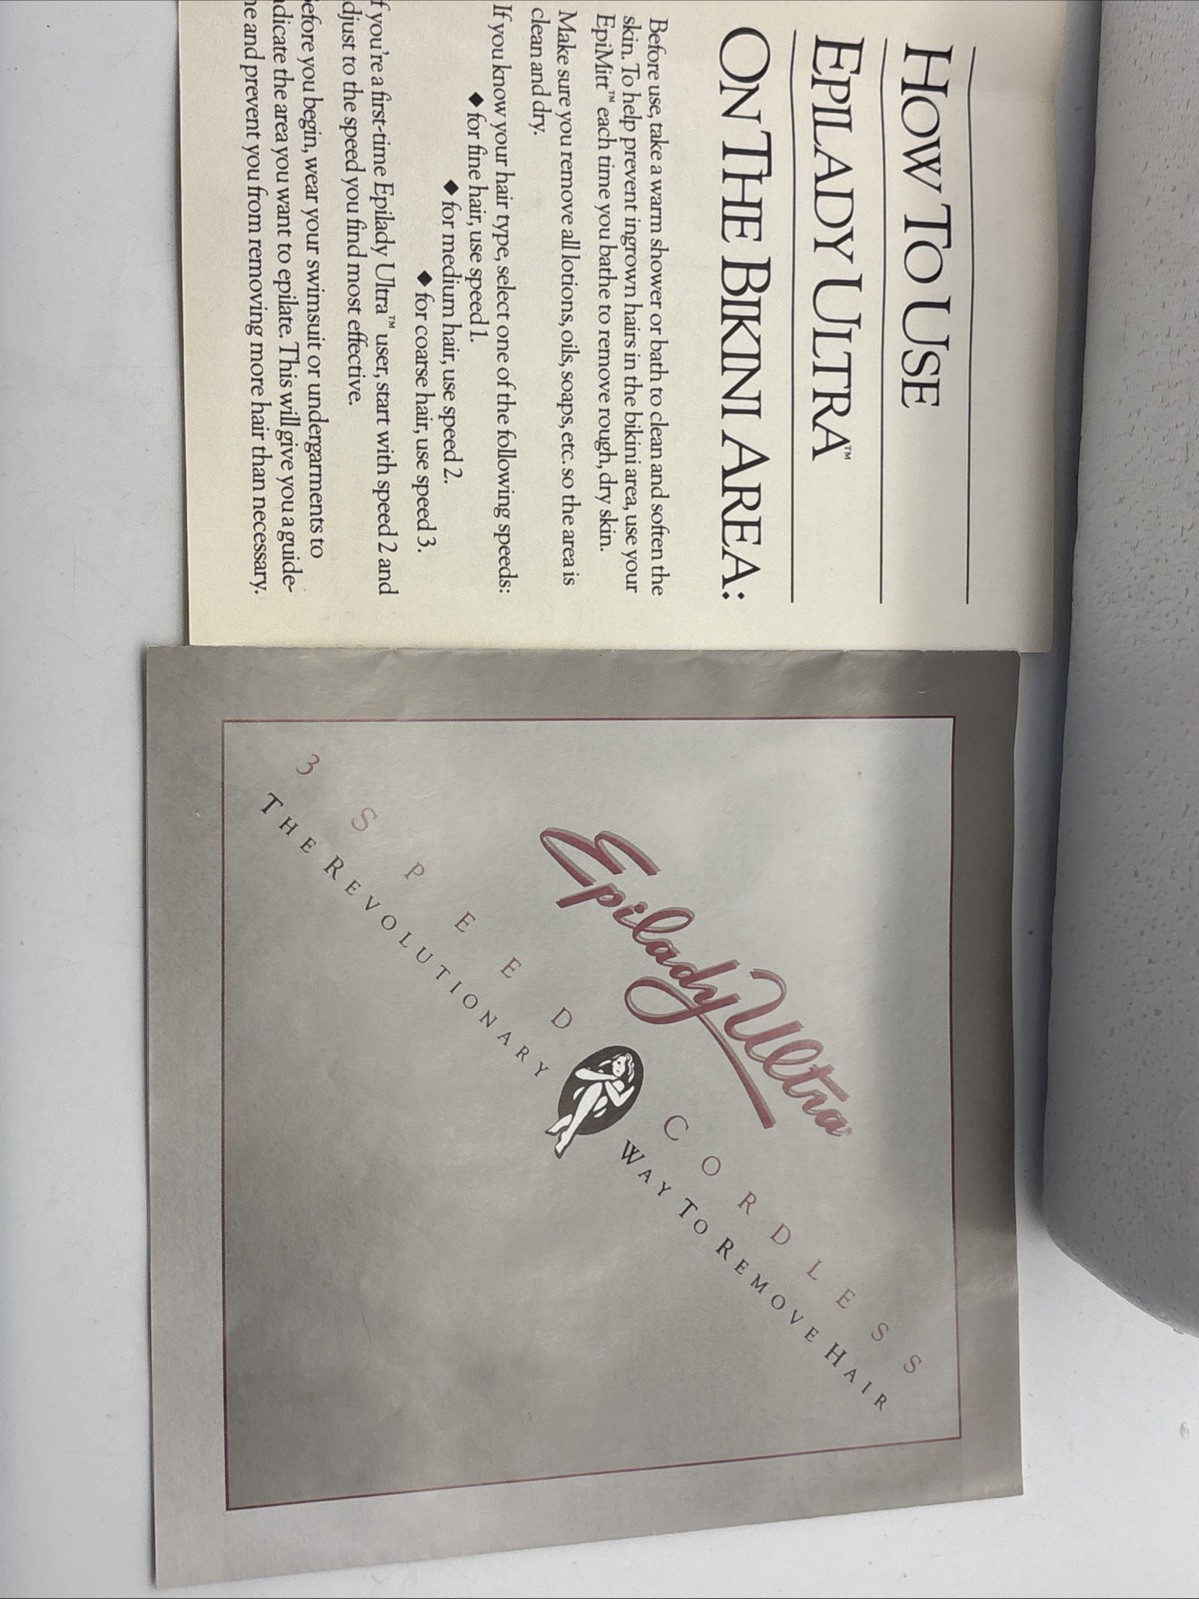 HOW TO USE
EPILADY ULTRA™
ON THE BIKINI AREA:
Before use, take a warm shower or bath to clean and soften the
skin. To help prevent ingrown hairs in the bikini area, use your
EpiMitt™ each time you bathe to remove rough, dry skin.
Make sure you remove all lotions, oils, soaps, etc. so the area is
clean and dry.
If you know your hair type, select one of the following speeds:
◆ for fine hair, use speed 1.
◆ for medium hair, use speed 2.
◆ for coarse hair, use speed 3.
f you're a first-time Epilady Ultra™ user, start with speed 2 and
djust to the speed you find most effective.
efore you begin, wear your swimsuit or undergarments to
dicate the area you want to epilate. This will give you a guide-
ne and prevent you from removing more hair than necessary.
Epilady Ultra
3 SPEED CORDLESS
THE REVOLUTIONARY WAY TO REMOVE HAIR